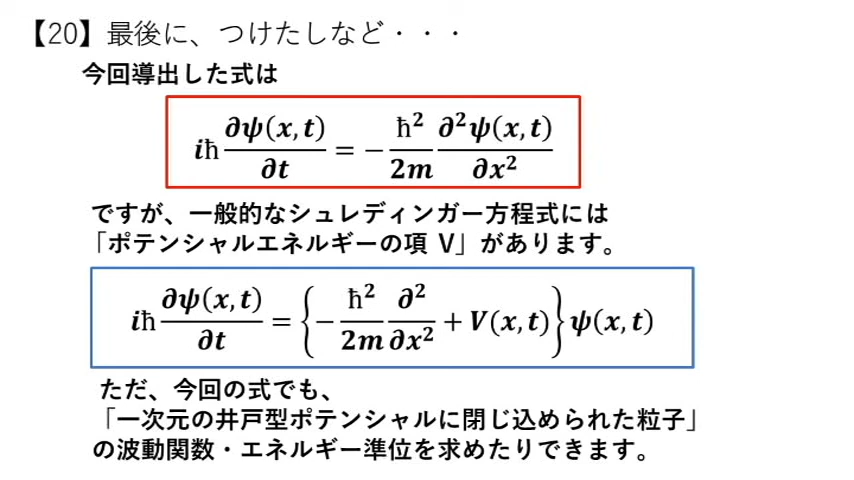 【20】最後に、つけたしなど・・・
今回導出した式は
iħ ∂ψ(x,t)/∂t = − ħ²/2m ∂²ψ(x,t)/∂x²
ですが、一般的なシュレディンガー方程式には
「ポテンシャルエネルギーの項 V」があります。
iħ ∂ψ(x,t)/∂t = {− ħ²/2m ∂²/∂x² + V(x,t)} ψ(x,t)
ただ、今回の式でも、
「一次元の井戸型ポテンシャルに閉じ込められた粒子」
の波動関数・エネルギー準位を求めたりできます。